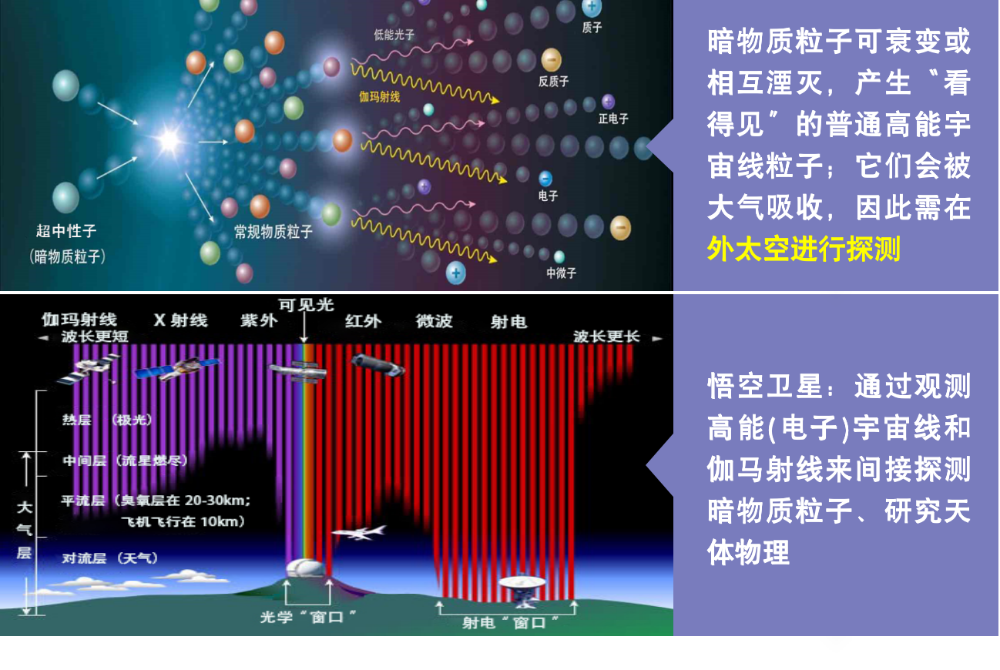 低能光子
质子
反质子
伽玛射线
正电子
电子
超中性子
(暗物质粒子)
常规物质粒子
中微子
暗物质粒子可衰变或
相互湮灭，产生〝看
得见〞的普通高能宇
宙线粒子；它们会被
大气吸收，因此需在
外太空进行探测
可见光
伽玛射线 X 射线 紫外 红外 微波 射电
波长更短 波长更长
热层 （极光）
中间层（流星燃尽）
平流层（臭氧层在 20-30km；
飞机飞行在 10km）
大气层
对流层（天气）
光学〝窗口〞
射电〝窗口〞
悟空卫星：通过观测
高能(电子)宇宙线和
伽马射线来间接探测
暗物质粒子、研究天
体物理